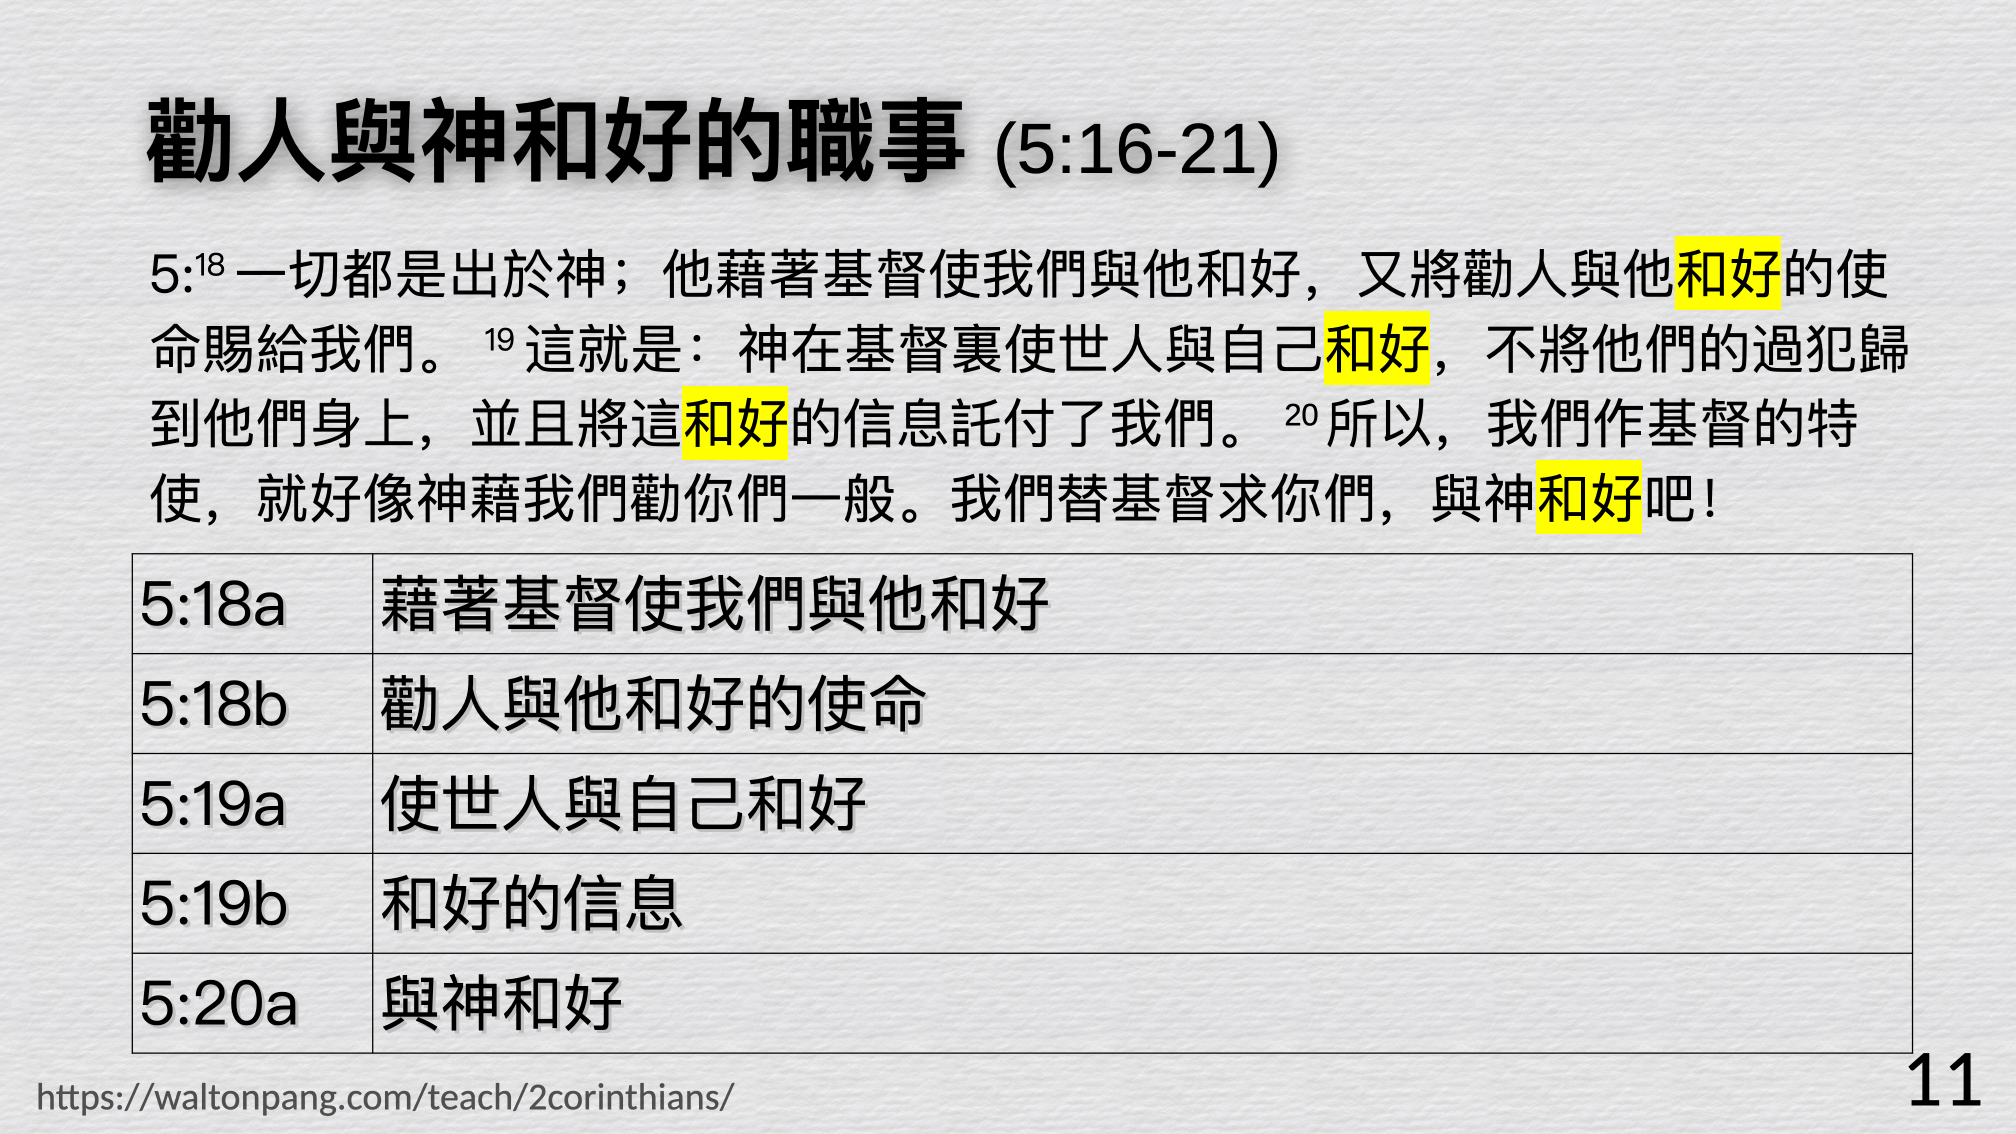 勸人與神和好的職事 (5:16-21)
5:18 一切都是出於神；他藉著基督使我們與他和好，又將勸人與他和好的使
命賜給我們。 19 這就是：神在基督裏使世人與自己和好，不將他們的過犯歸
到他們身上，並且將這和好的信息託付了我們。 20 所以，我們作基督的特
使，就好像神藉我們勸你們一般。我們替基督求你們，與神和好吧！
5:18a 藉著基督使我們與他和好
5:18b 勸人與他和好的使命
5:19a 使世人與自己和好
5:19b 和好的信息
5:20a 與神和好
https://waltonpang.com/teach/2corinthians/
11